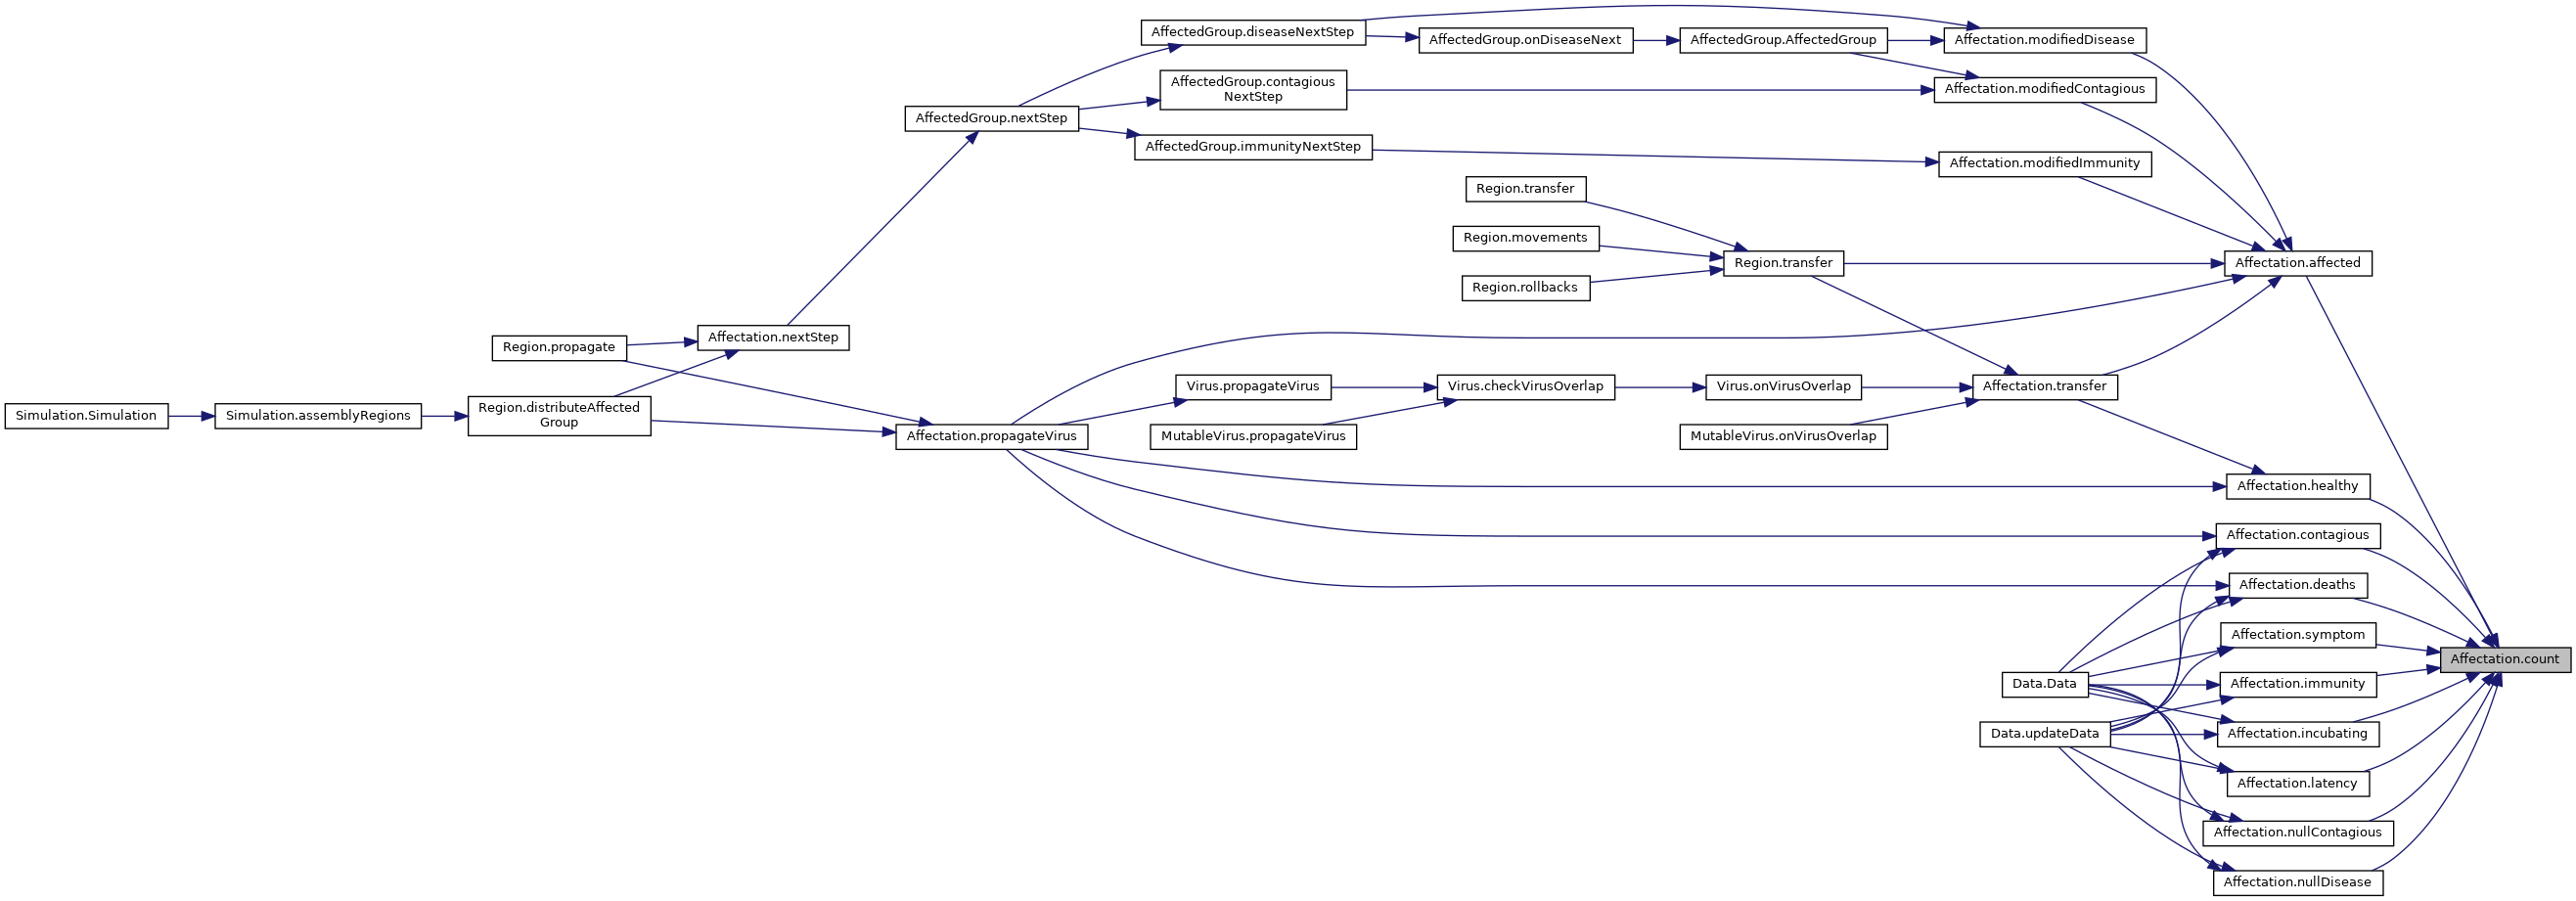 AffectedGroup.diseaseNextStep
AffectedGroup.onDiseaseNext
AffectedGroup.AffectedGroup
Affectation.modifiedDisease
AffectedGroup.contagious
NextStep
Affectation.modifiedContagious
AffectedGroup.nextStep
AffectedGroup.immunityNextStep
Affectation.modifiedImmunity
Region.transfer
Region.movements
Region.transfer
Affectation.affected
Region.rollbacks
Affectation.nextStep
Region.propagate
Virus.propagateVirus
Virus.checkVirusOverlap
Virus.onVirusOverlap
Affectation.transfer
Simulation.Simulation
Simulation.assemblyRegions
Region.distributeAffected
Group
Affectation.propagateVirus
MutableVirus.propagateVirus
MutableVirus.onVirusOverlap
Affectation.healthy
Affectation.contagious
Affectation.deaths
Affectation.symptom
Affectation.count
Data.Data
Affectation.immunity
Data.updateData
Affectation.incubating
Affectation.latency
Affectation.nullContagious
Affectation.nullDisease